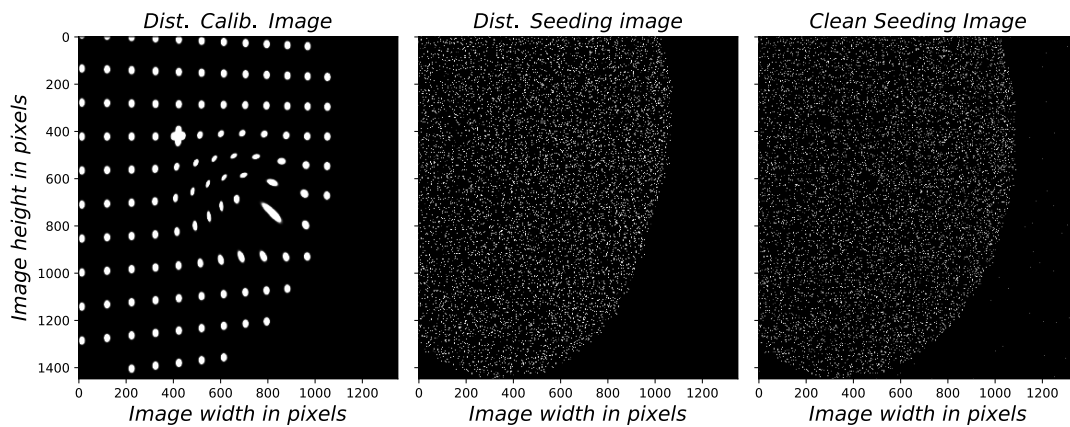 Dist. Calib. Image
Dist. Seeding image
Clean Seeding Image
Image height in pixels
0
200
400
600
800
1000
1200
1400
0 200 400 600 800 1000 1200
0 200 400 600 800 1000 1200
0 200 400 600 800 1000 1200
Image width in pixels
Image width in pixels
Image width in pixels